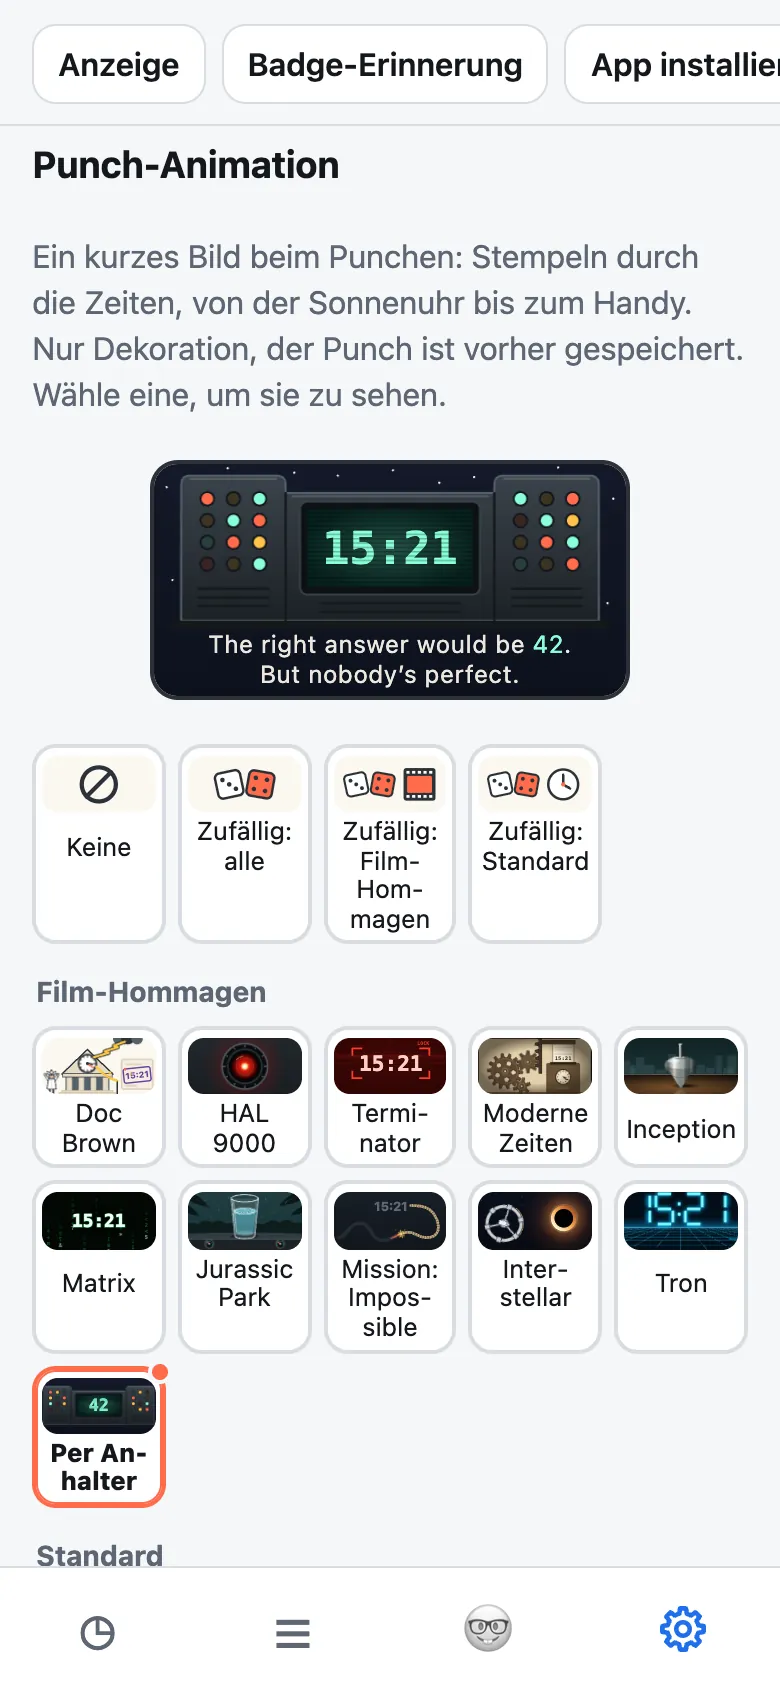 Anzeige
Badge-Erinnerung
App installier
Punch-Animation
Ein kurzes Bild beim Punchen: Stempeln durch
die Zeiten, von der Sonnenuhr bis zum Handy.
Nur Dekoration, der Punch ist vorher gespeichert.
Wähle eine, um sie zu sehen.
15:21
The right answer would be 42.
But nobody's perfect.
Keine
Zufällig:
alle
Zufällig:
Film-
Hom-
magen
Zufällig:
Standard
Film-Hommagen
15:21
Doc
Brown
HAL
9000
LOCK
15:21
Termi-
nator
15:21
Moderne
Zeiten
Inception
15:21
Matrix
Jurassic
Park
15:21
Mission:
Impos-
sible
Inter-
stellar
15:21
Tron
42
Per An-
halter
Standard